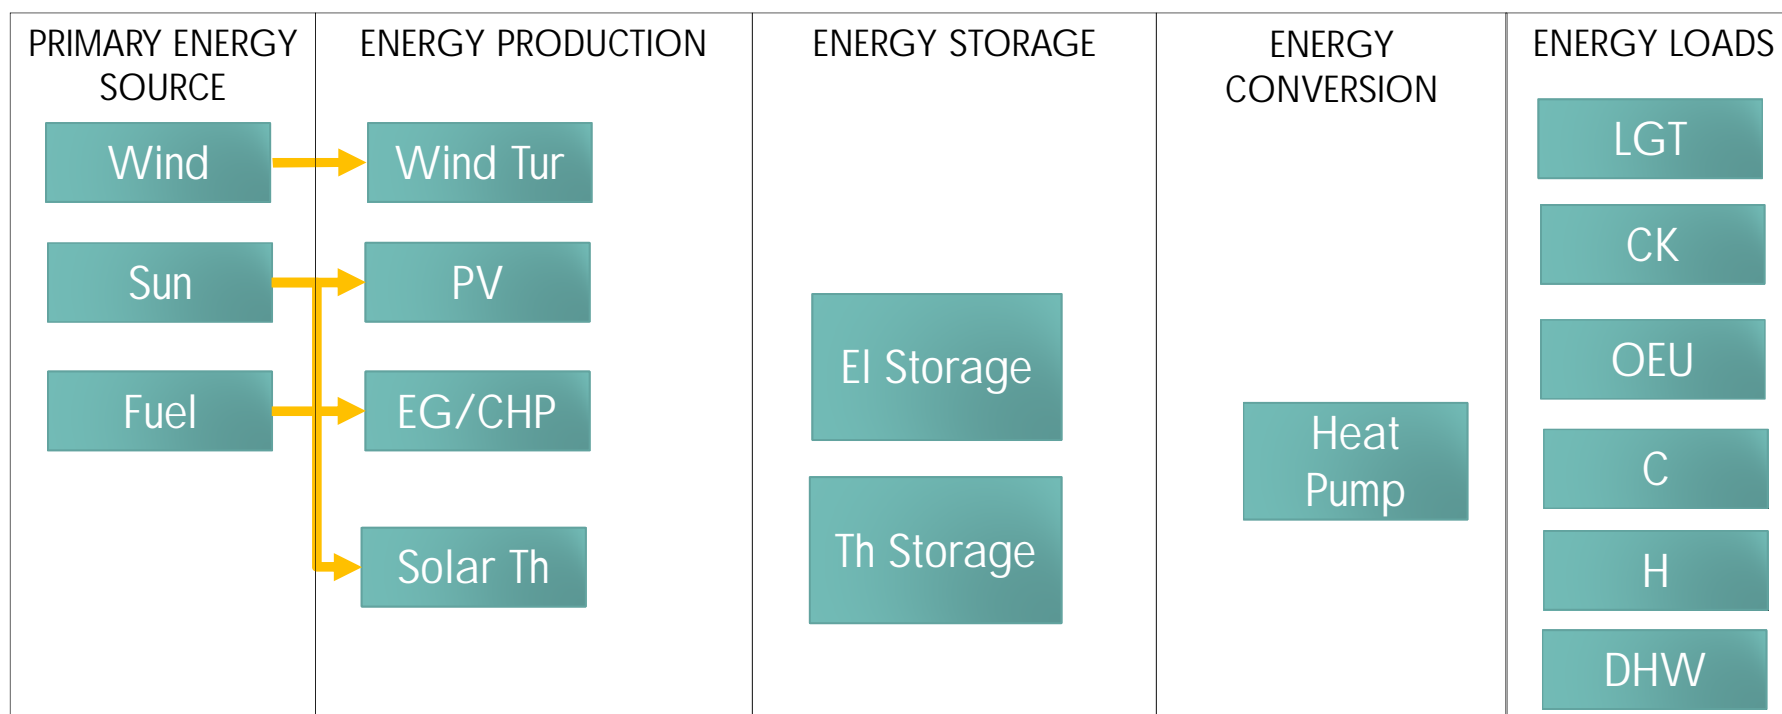 PRIMARY ENERGY
SOURCE
ENERGY PRODUCTION
ENERGY STORAGE
ENERGY
CONVERSION
ENERGY LOADS
Wind
Sun
Fuel
Wind Tur
PV
EG/CHP
Solar Th
El Storage
Th Storage
Heat
Pump
LGT
CK
OEU
C
H
DHW